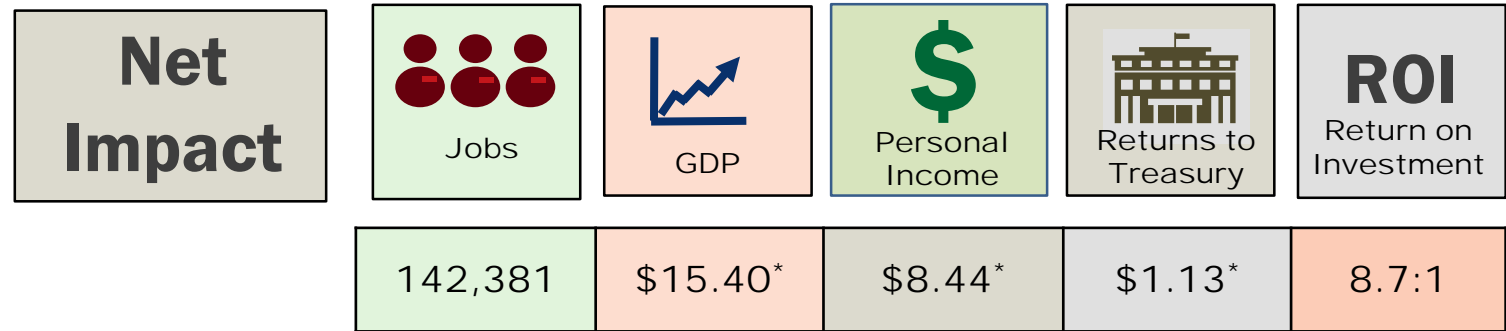 Net
Impact
Jobs
GDP
$
Personal
Income
Returns to
Treasury
ROI
Return on
Investment
142,381
$15.40*
$8.44*
$1.13*
8.7:1